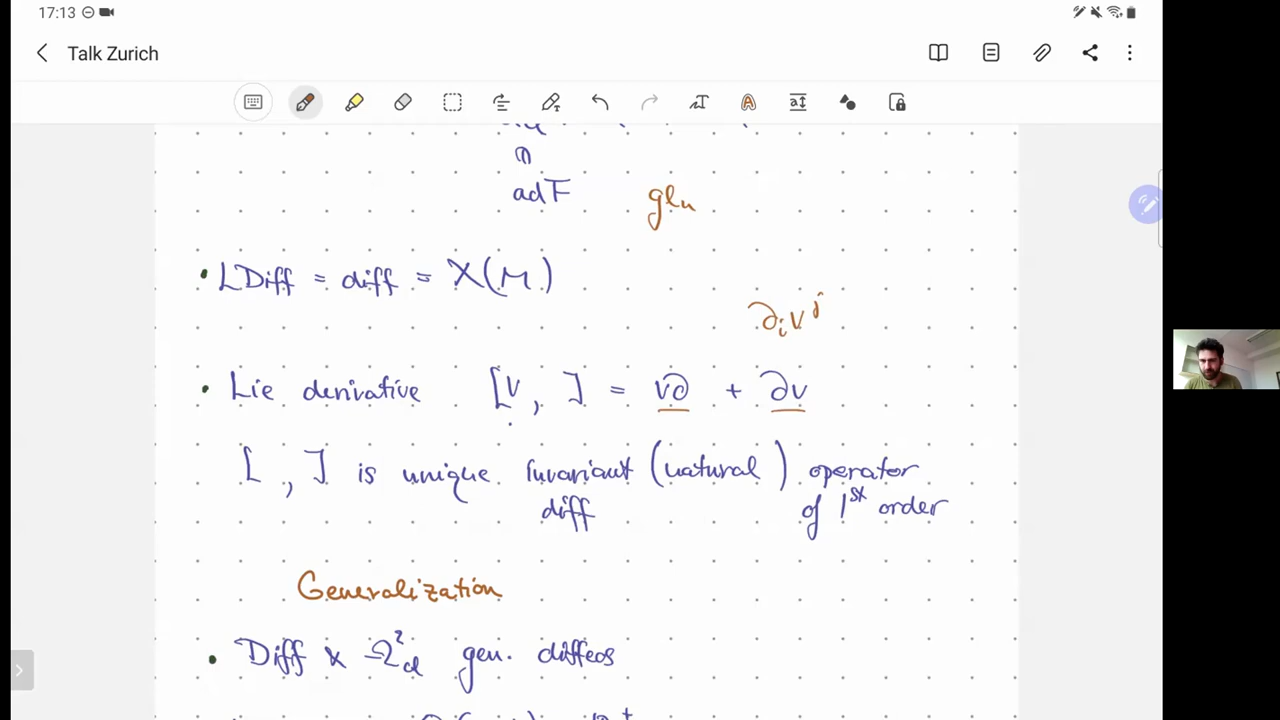 17:13
Talk Zurich
adF
gln
• LDiff = diff = X(M)
∂ᵢVʲ
• Lie derivative [V, ] = V∂ + ∂V
[ , ] is unique invariant (natural) operator
diff of 1st order
Generalization
• Diff ⋉ Ω²cl gen. diffeos